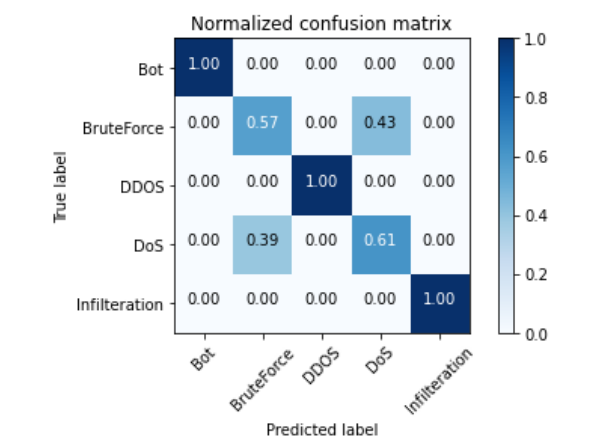 Normalized confusion matrix
True label
Bot 1.00 0.00 0.00 0.00 0.00
BruteForce 0.00 0.57 0.00 0.43 0.00
DDOS 0.00 0.00 1.00 0.00 0.00
DoS 0.00 0.39 0.00 0.61 0.00
Infilteration 0.00 0.00 0.00 0.00 1.00
Bot BruteForce DDOS DoS Infilteration
Predicted label
1.0
0.8
0.6
0.4
0.2
0.0